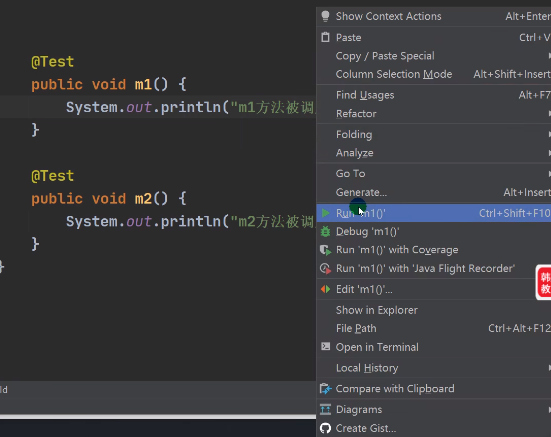 @Test
public void m1() {
System.out.println("m1方法被调
}
@Test
public void m2() {
System.out.println("m2方法被调
}
}
ld
Show Context Actions Alt+Enter
Paste Ctrl+V
Copy / Paste Special
Column Selection Mode Alt+Shift+Insert
Find Usages Alt+F7
Refactor
Folding
Analyze
Go To
Generate... Alt+Insert
Run 'm1()' Ctrl+Shift+F10
Debug 'm1()'
Run 'm1()' with Coverage
Run 'm1()' with 'Java Flight Recorder'
Edit 'm1()'...
Show in Explorer
File Path Ctrl+Alt+F12
Open in Terminal
Local History
Compare with Clipboard
Diagrams
Create Gist...
韩
教